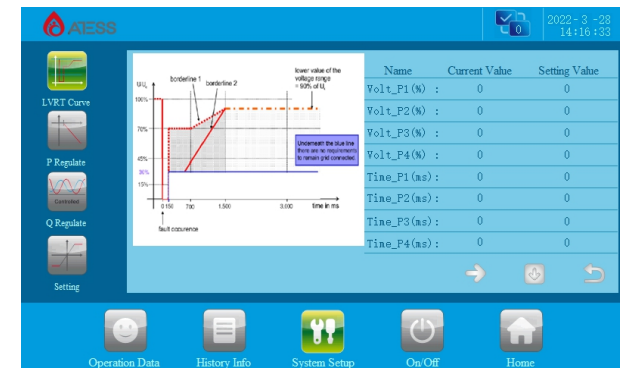 ATESS
0
2022-3-28
14:16:33
LVRT Curve
P Regulate
Controlled
Q Regulate
Setting
U/U₀
borderline 1
borderline 2
lower value of the
voltage range
= 90% of U꜀
100%
70%
45%
30%
15%
Underneath the blue line
there are no requirements
to remain grid connected.
0 150 700 1.500 3.000 time in ms
fault occurence
Name Current Value Setting Value
Volt_P1(%) : 0 0
Volt_P2(%) : 0 0
Volt_P3(%) : 0 0
Volt_P4(%) : 0 0
Time_P1(ms): 0 0
Time_P2(ms): 0 0
Time_P3(ms): 0 0
Time_P4(ms): 0 0
Operation Data
History Info
System Setup
On/Off
Home